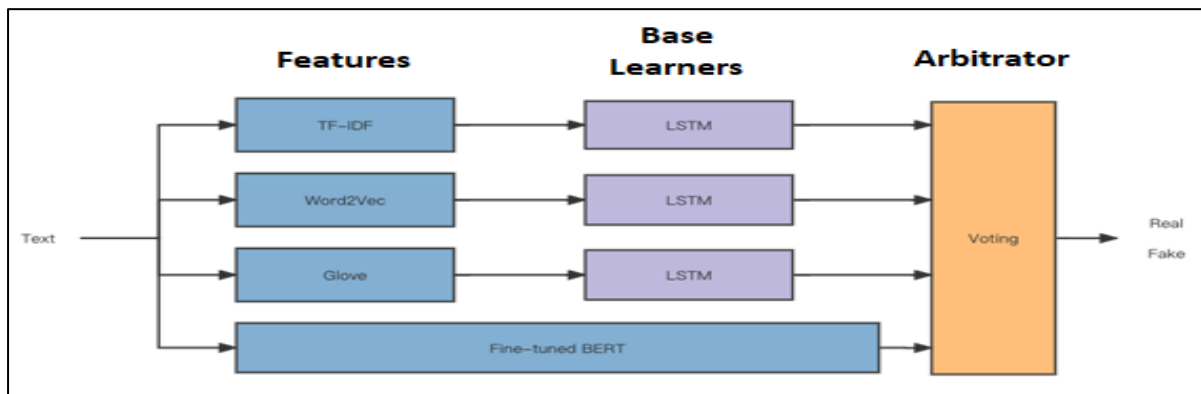 Features
Base
Learners
Arbitrator
TF-IDF
LSTM
Word2Vec
LSTM
Text
Glove
LSTM
Fine-tuned BERT
Voting
Real
Fake